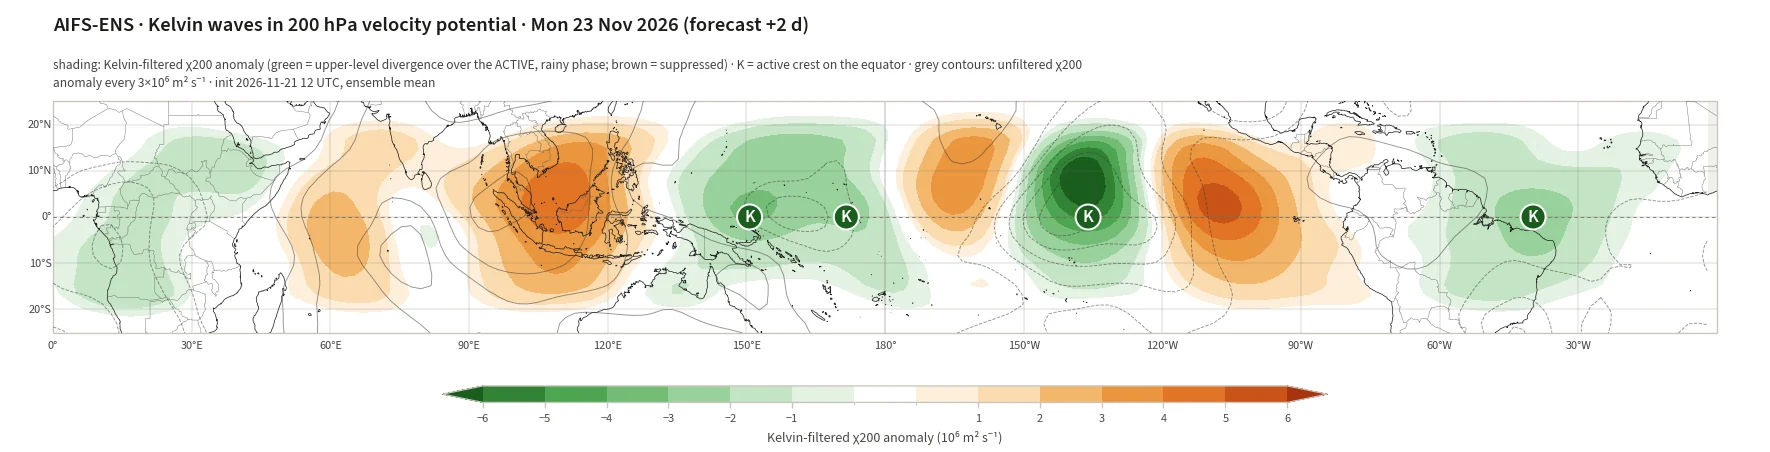 AIFS-ENS · Kelvin waves in 200 hPa velocity potential · Mon 23 Nov 2026 (forecast +2 d)
shading: Kelvin-filtered χ200 anomaly (green = upper-level divergence over the ACTIVE, rainy phase; brown = suppressed) · K = active crest on the equator · grey contours: unfiltered χ200
anomaly every 3×10⁶ m² s⁻¹ · init 2026-11-21 12 UTC, ensemble mean
20°N
10°N
0°
10°S
20°S
K K K K
0° 30°E 60°E 90°E 120°E 150°E 180° 150°W 120°W 90°W 60°W 30°W
−6 −5 −4 −3 −2 −1 1 2 3 4 5 6
Kelvin-filtered χ200 anomaly (10⁶ m² s⁻¹)